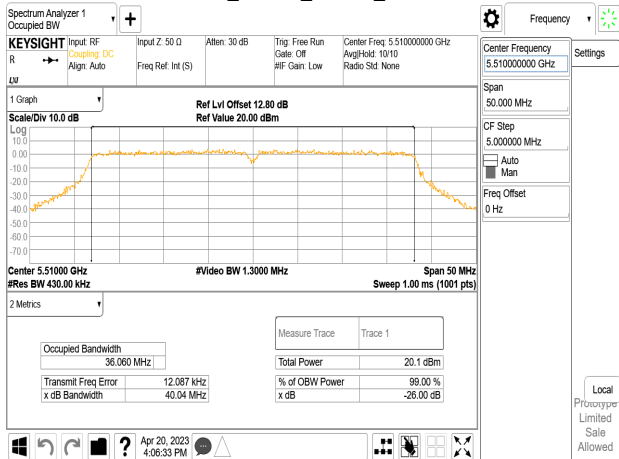 Spectrum Analyzer 1
Occupied BW
Frequency
KEYSIGHT
R
Input: RF
Coupling: DC
Align: Auto
Input Z: 50 Ω
Freq Ref: Int (S)
Atten: 30 dB
Trig: Free Run
Gate: Off
#IF Gain: Low
Center Freq: 5.510000000 GHz
Avg|Hold: 10/10
Radio Std: None
Center Frequency
5.510000000 GHz
Settings
Span
50.000 MHz
CF Step
5.000000 MHz
Auto
Man
Freq Offset
0 Hz
1 Graph
Scale/Div 10.0 dB
Ref Lvl Offset 12.80 dB
Ref Value 20.00 dBm
Log
10.0
0.00
-10.0
-20.0
-30.0
-40.0
-50.0
-60.0
-70.0
Center 5.51000 GHz
#Video BW 1.3000 MHz
Span 50 MHz
#Res BW 430.00 kHz
Sweep 1.00 ms (1001 pts)
2 Metrics
Measure Trace Trace 1
Occupied Bandwidth
36.060 MHz
Total Power 20.1 dBm
Transmit Freq Error 12.087 kHz
% of OBW Power 99.00 %
x dB Bandwidth 40.04 MHz
x dB -26.00 dB
Local
Prototype
Limited
Sale
Allowed
?
Apr 20, 2023
4:06:33 PM